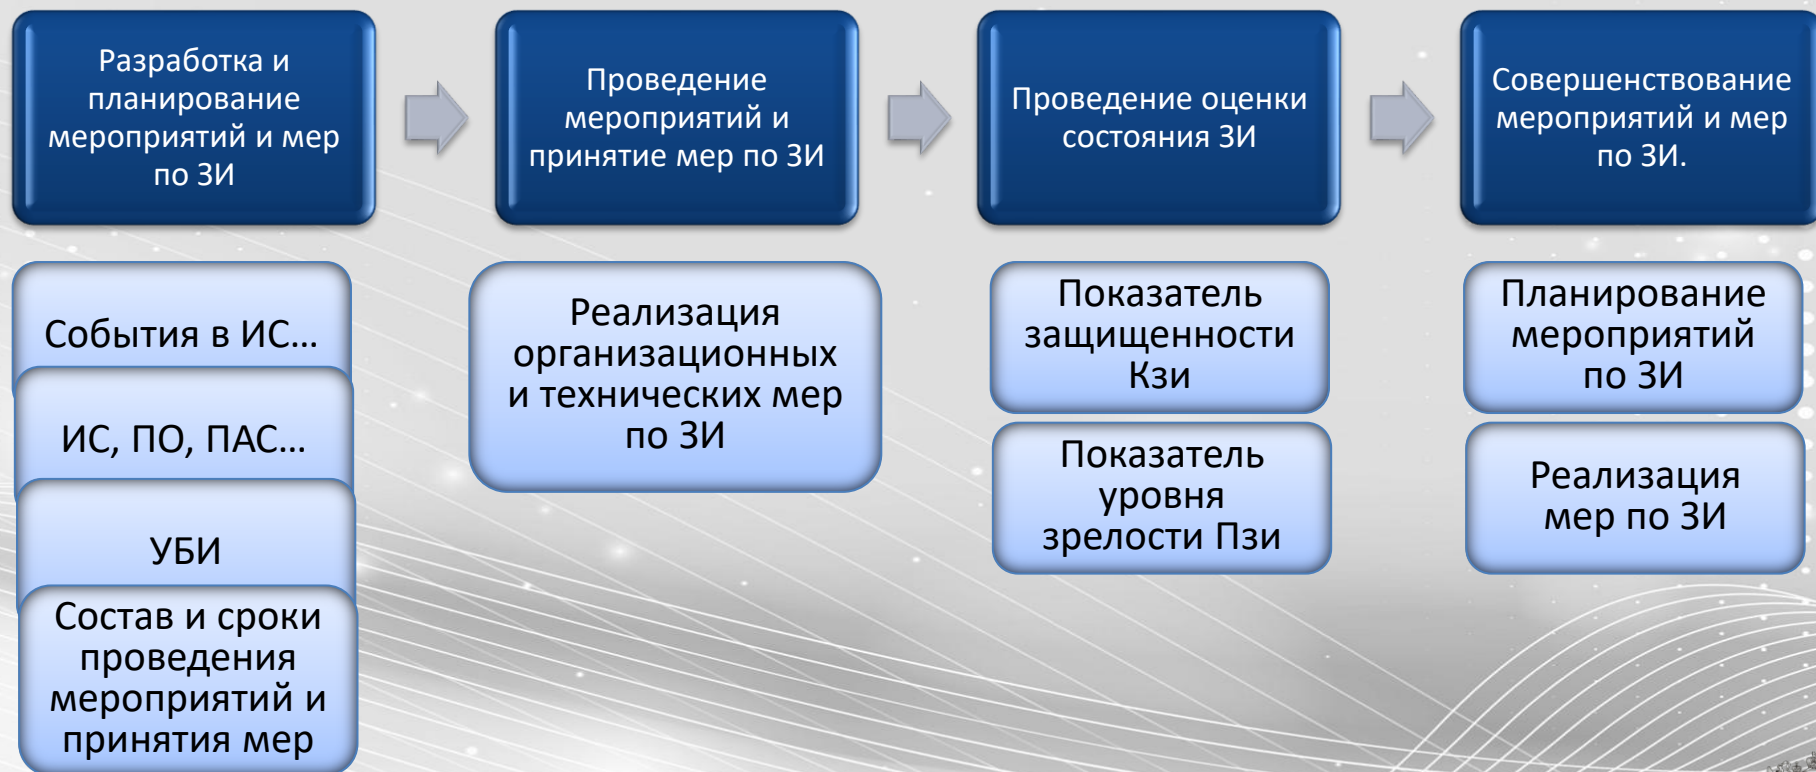 Разработка и
планирование
мероприятий и мер
по ЗИ
Проведение
мероприятий и
принятие мер по ЗИ
Проведение оценки
состояния ЗИ
Совершенствование
мероприятий и мер
по ЗИ.
События в ИС...
ИС, ПО, ПАС...
УБИ
Состав и сроки
проведения
мероприятий и
принятия мер
Реализация
организационных
и технических мер
по ЗИ
Показатель
защищенности
Кзи
Показатель
уровня
зрелости Пзи
Планирование
мероприятий
по ЗИ
Реализация
мер по ЗИ